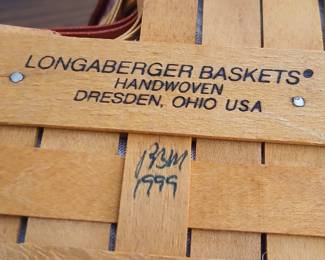 LONGABERGER BASKETS®
HANDWOVEN
DRESDEN, OHIO USA
1999